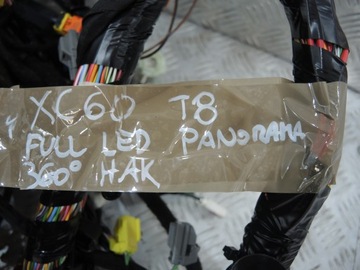 XC60 T8
FULL LED PANORAMA
360° HAK